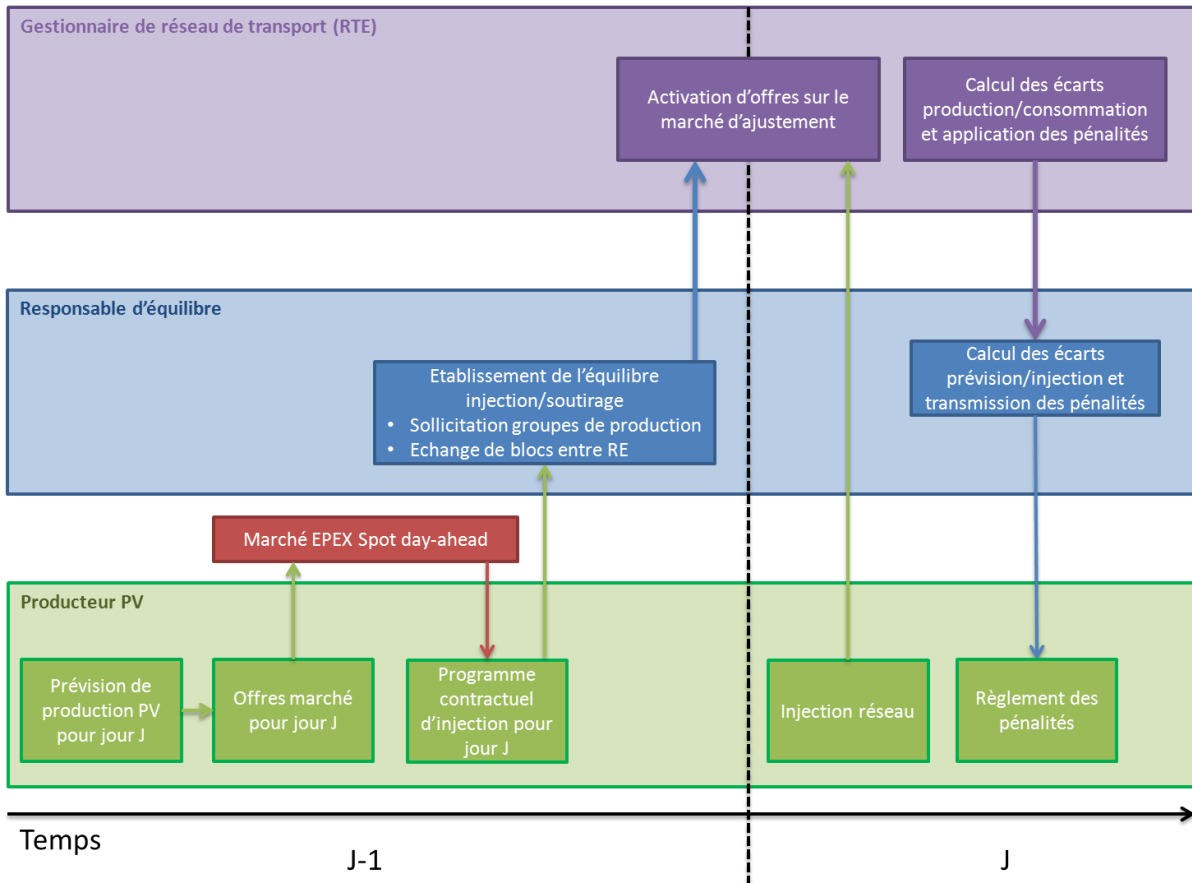 Gestionnaire de réseau de transport (RTE)
Activation d'offres sur le
marché d'ajustement
Calcul des écarts
production/consommation
et application des pénalités
Responsable d'équilibre
Etablissement de l'équilibre
injection/soutirage
• Sollicitation groupes de production
• Echange de blocs entre RE
Calcul des écarts
prévision/injection et
transmission des pénalités
Marché EPEX Spot day-ahead
Producteur PV
Prévision de
production PV
pour jour J
Offres marché
pour jour J
Programme
contractuel
d'injection pour
jour J
Injection réseau
Règlement des
pénalités
Temps
J-1
J